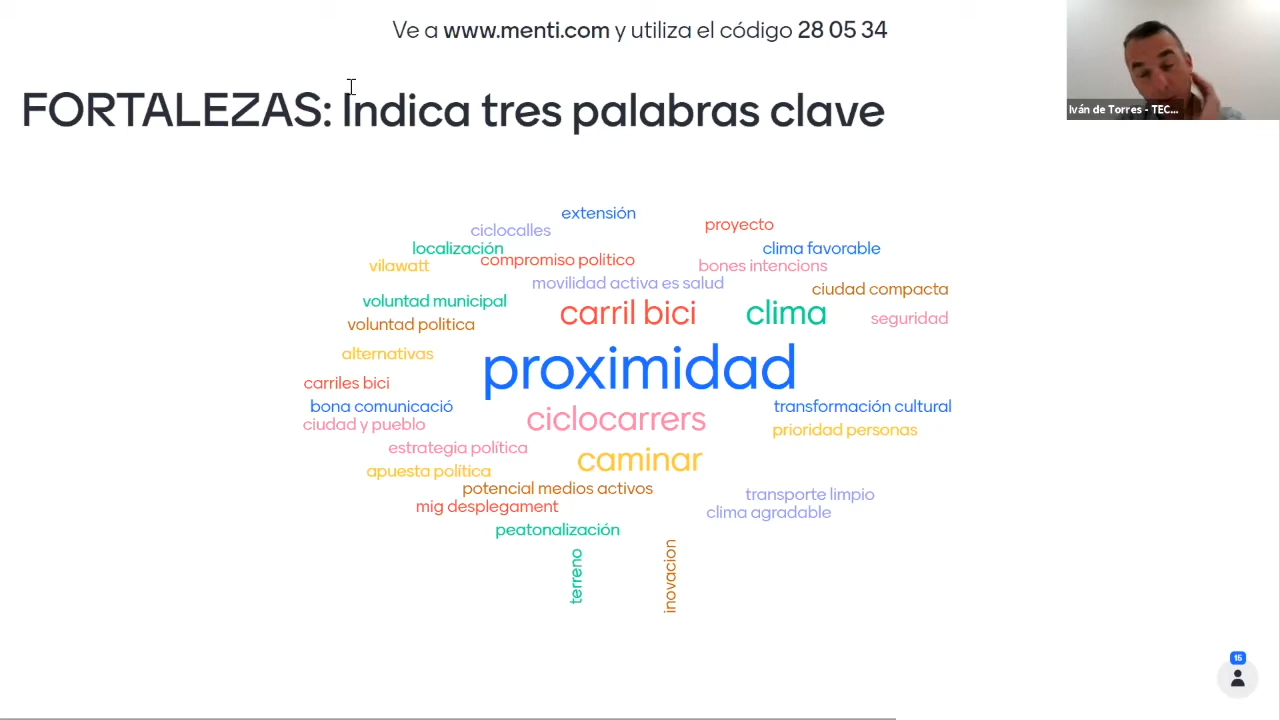 Ve a www.menti.com y utiliza el código 28 05 34
FORTALEZAS: Indica tres palabras clave
Iván de Torres - TEC...
extensión
proyecto
ciclocalles
localización
clima favorable
compromiso politico
vilawatt
bones intencions
movilidad activa es salud
ciudad compacta
voluntad municipal
carril bici
clima
seguridad
voluntad politica
alternativas
proximidad
carriles bici
bona comunicació
transformación cultural
ciudad y pueblo
ciclocarrers
prioridad personas
estrategia política
caminar
apuesta política
potencial medios activos
transporte limpio
mig desplegament
clima agradable
peatonalización
terreno
inovacion
15